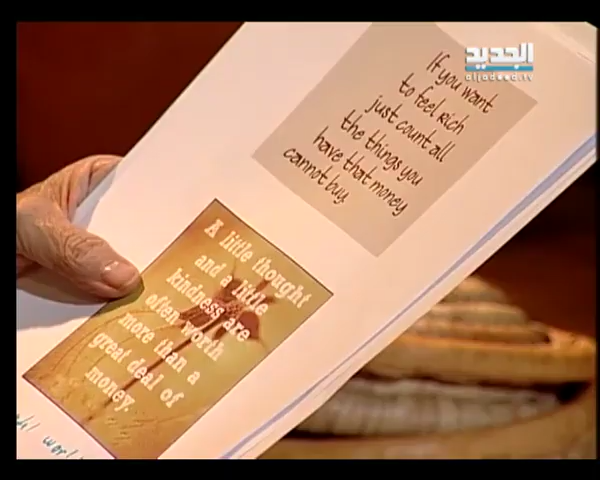 الجديد
aljadeed.tv
If you want
to feel rich
just count all
the things you
have that money
cannot buy
A little thought
and a little
kindness are
often worth
more than a
great deal of
money.